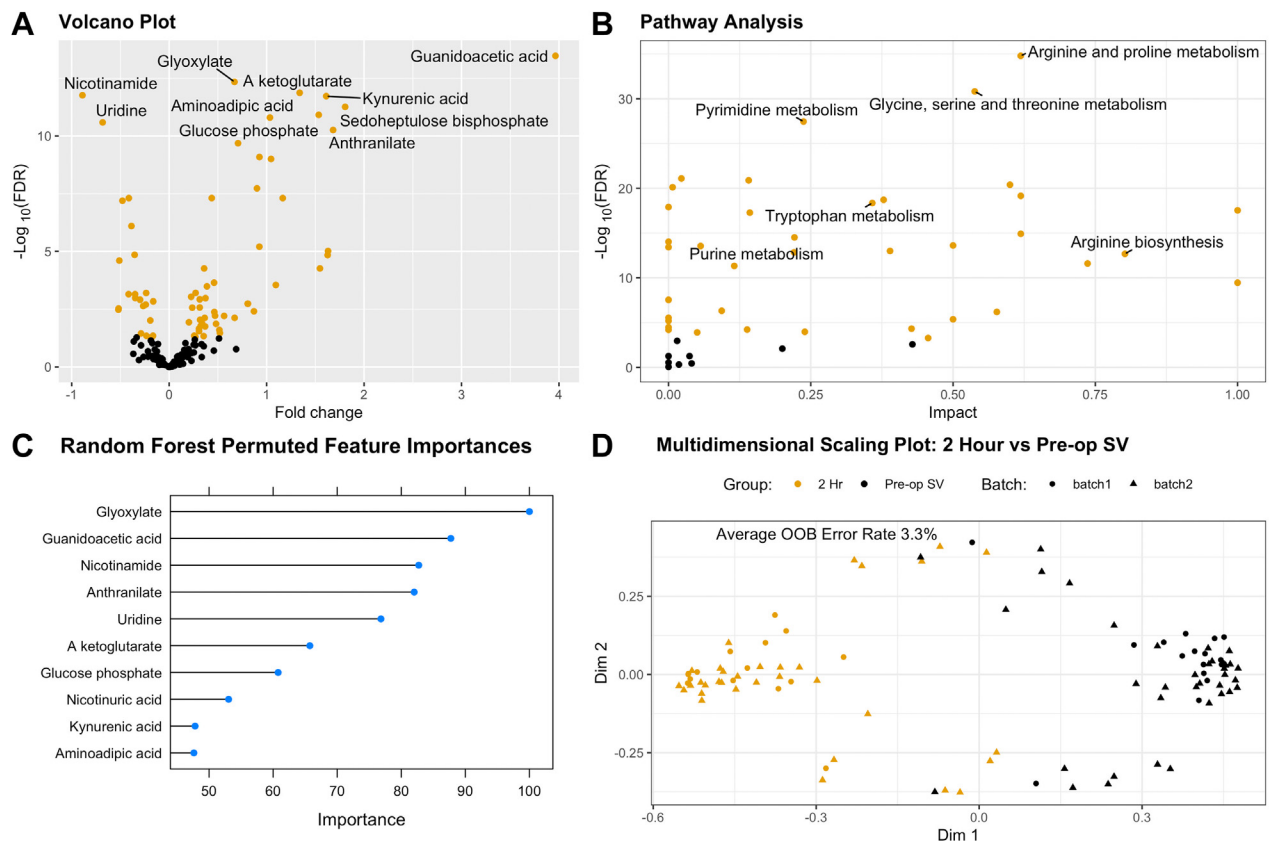 A Volcano Plot
Guanidoacetic acid
Glyoxylate
A ketoglutarate
Nicotinamide
Kynurenic acid
Uridine
Aminoadipic acid
Sedoheptulose bisphosphate
Glucose phosphate
Anthranilate
-Log 10(FDR)
10
5
0
-1 0 1 2 3 4
Fold change
B Pathway Analysis
Arginine and proline metabolism
Glycine, serine and threonine metabolism
Pyrimidine metabolism
Tryptophan metabolism
Arginine biosynthesis
Purine metabolism
-Log 10(FDR)
30
20
10
0
0.00 0.25 0.50 0.75 1.00
Impact
C Random Forest Permuted Feature Importances
Glyoxylate
Guanidoacetic acid
Nicotinamide
Anthranilate
Uridine
A ketoglutarate
Glucose phosphate
Nicotinuric acid
Kynurenic acid
Aminoadipic acid
50 60 70 80 90 100
Importance
D Multidimensional Scaling Plot: 2 Hour vs Pre-op SV
Group: 2 Hr Pre-op SV Batch: batch1 batch2
Average OOB Error Rate 3.3%
Dim 2
0.25
0.00
-0.25
-0.6 -0.3 0.0 0.3
Dim 1